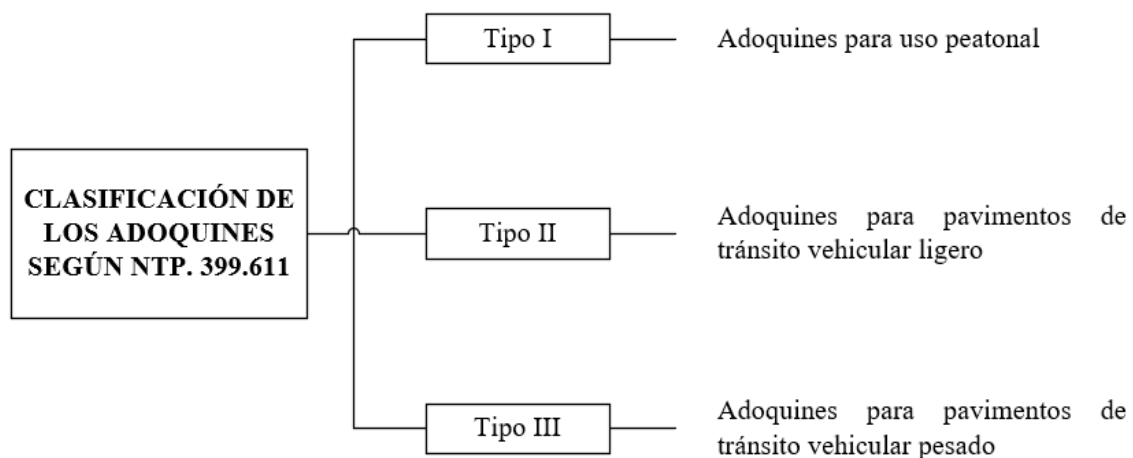 CLASIFICACIÓN DE
LOS ADOQUINES
SEGÚN NTP. 399.611
Tipo I
Adoquines para uso peatonal
Tipo II
Adoquines para pavimentos de
tránsito vehicular ligero
Tipo III
Adoquines para pavimentos de
tránsito vehicular pesado